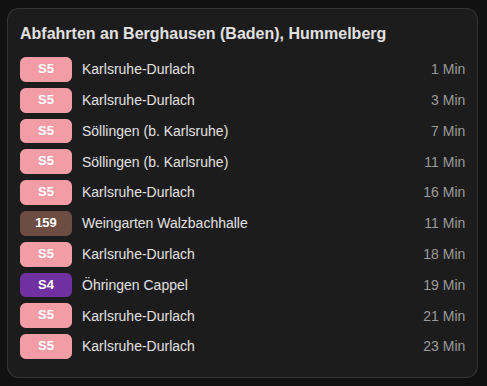 Abfahrten an Berghausen (Baden), Hummelberg
S5 Karlsruhe-Durlach 1 Min
S5 Karlsruhe-Durlach 3 Min
S5 Söllingen (b. Karlsruhe) 7 Min
S5 Söllingen (b. Karlsruhe) 11 Min
S5 Karlsruhe-Durlach 16 Min
159 Weingarten Walzbachhalle 11 Min
S5 Karlsruhe-Durlach 18 Min
S4 Öhringen Cappel 19 Min
S5 Karlsruhe-Durlach 21 Min
S5 Karlsruhe-Durlach 23 Min